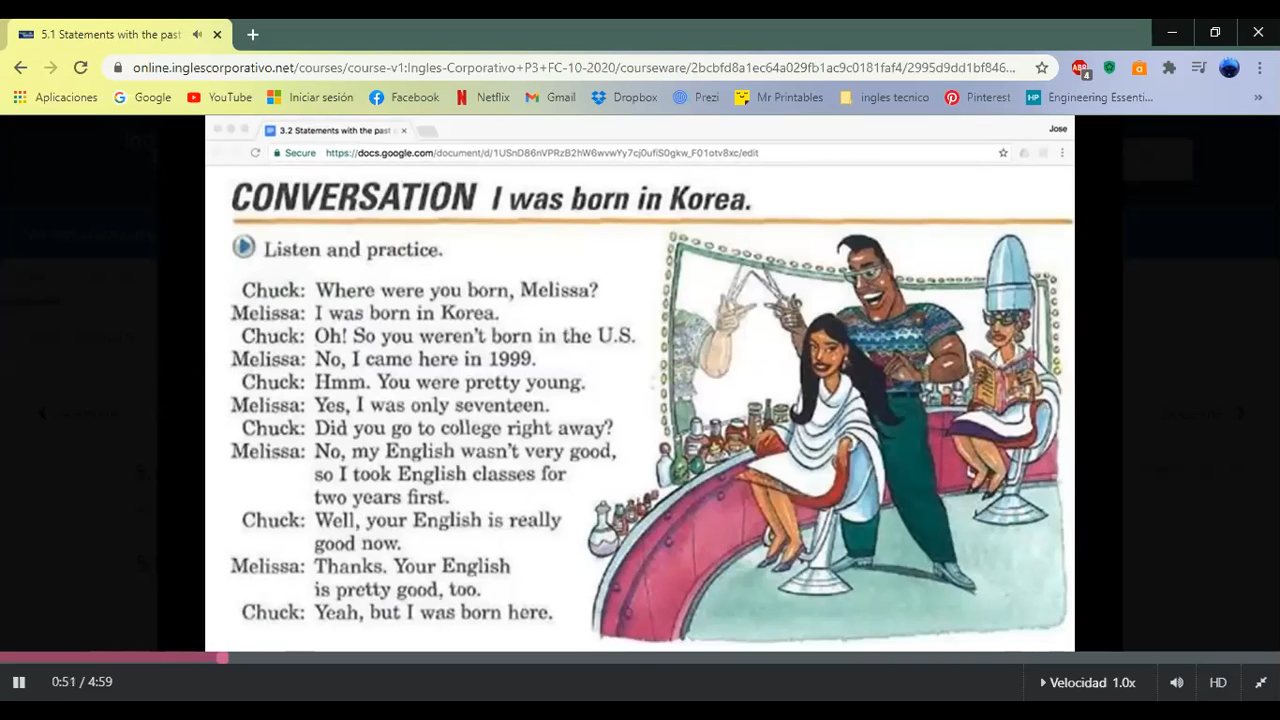 5.1 Statements with the past
online.inglescorporativo.net/courses/course-v1:Ingles-Corporativo+P3+FC-10-2020/courseware/2bcbfd8a1ec64a029fb1ac9c0181faf4/2995d9dd1bf846...
ABP 4
Aplicaciones Google YouTube Iniciar sesión Facebook Netflix Gmail Dropbox Prezi Mr Printables ingles tecnico Pinterest HP Engineering Essenti... »
3.2 Statements with the past Jose
Secure https://docs.google.com/document/d/1USnD86nVPRzB2hW6wvwYy7cj0ufiS0gkw_F01otv8xc/edit
CONVERSATION I was born in Korea.
Listen and practice.
Chuck: Where were you born, Melissa?
Melissa: I was born in Korea.
Chuck: Oh! So you weren't born in the U.S.
Melissa: No, I came here in 1999.
Chuck: Hmm. You were pretty young.
Melissa: Yes, I was only seventeen.
Chuck: Did you go to college right away?
Melissa: No, my English wasn't very good,
so I took English classes for
two years first.
Chuck: Well, your English is really
good now.
Melissa: Thanks. Your English
is pretty good, too.
Chuck: Yeah, but I was born here.
0:51 / 4:59 Velocidad 1.0x HD